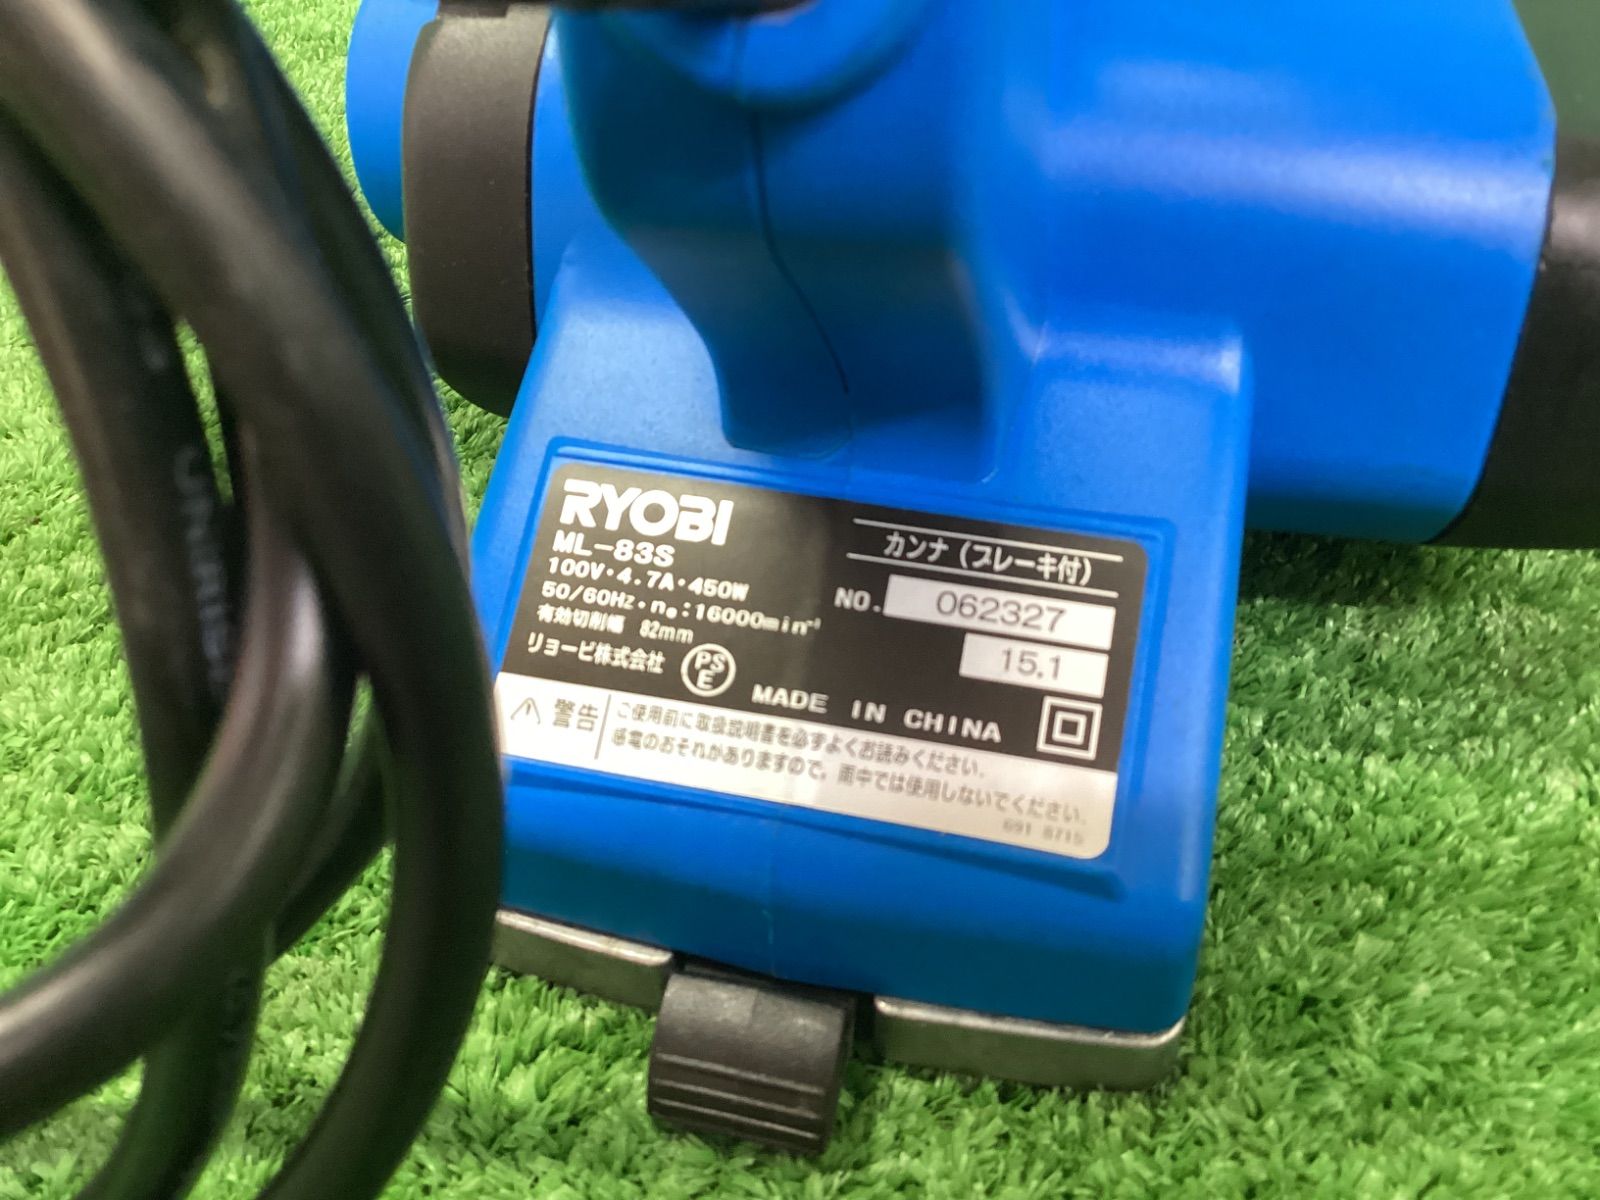 RYOBI
ML-83S
100V・4.7A・450W
50/60Hz・n₀:16000min⁻¹
有効切削幅 82mm
リョービ株式会社
PS
E
MADE IN CHINA
カンナ(ブレーキ付)
NO. 062327
15.1
警告
ご使用前に取扱説明書を必ずよくお読みください。
感電のおそれがありますので、雨中では使用しないでください。
691 8715